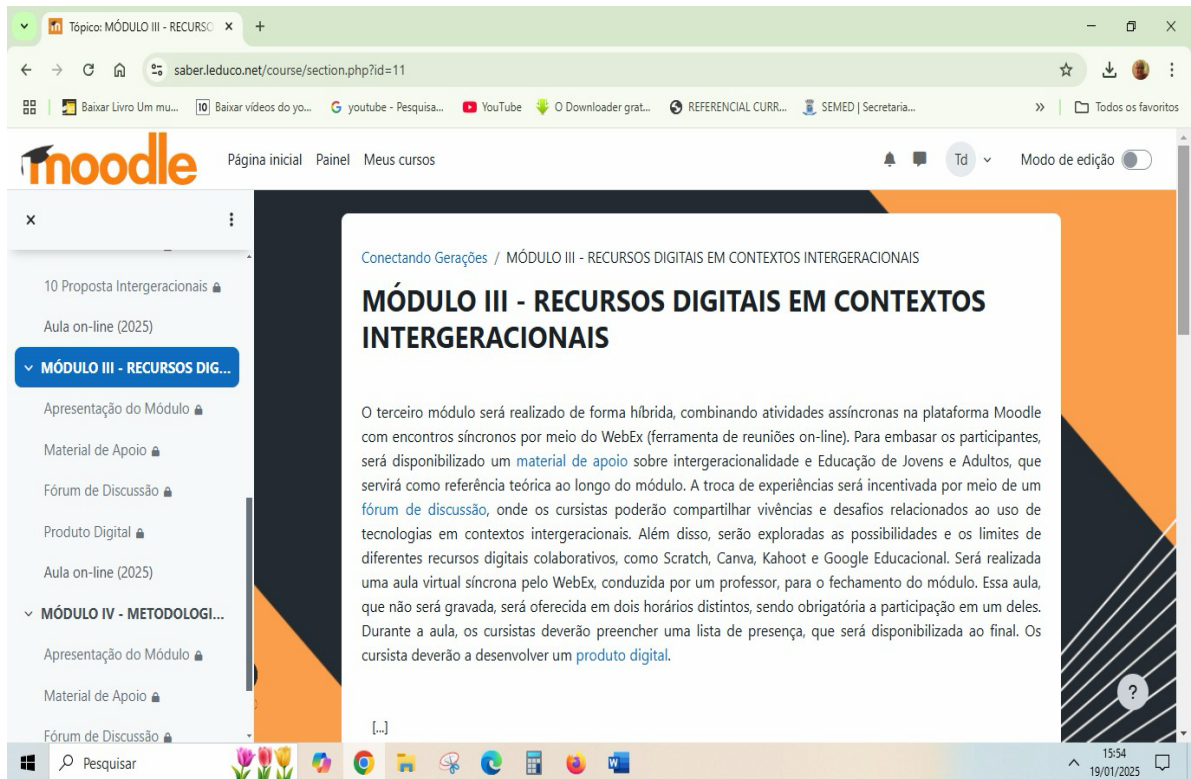 Tópico: MÓDULO III - RECURSO
saber.leduco.net/course/section.php?id=11
Baixar Livro Um mu...
Baixar vídeos do yo...
youtube - Pesquisa...
YouTube
O Downloader grat...
REFERENCIAL CURR...
SEMED | Secretaria...
Todos os favoritos
moodle
Página inicial
Painel
Meus cursos
Td
Modo de edição
10 Proposta Intergeracionais
Aula on-line (2025)
MÓDULO III - RECURSOS DIG...
Apresentação do Módulo
Material de Apoio
Fórum de Discussão
Produto Digital
Aula on-line (2025)
MÓDULO IV - METODOLOGI...
Apresentação do Módulo
Material de Apoio
Fórum de Discussão
Conectando Gerações / MÓDULO III - RECURSOS DIGITAIS EM CONTEXTOS INTERGERACIONAIS
MÓDULO III - RECURSOS DIGITAIS EM CONTEXTOS
INTERGERACIONAIS
O terceiro módulo será realizado de forma híbrida, combinando atividades assíncronas na plataforma Moodle
com encontros síncronos por meio do WebEx (ferramenta de reuniões on-line). Para embasar os participantes,
será disponibilizado um material de apoio sobre intergeracionalidade e Educação de Jovens e Adultos, que
servirá como referência teórica ao longo do módulo. A troca de experiências será incentivada por meio de um
fórum de discussão, onde os cursistas poderão compartilhar vivências e desafios relacionados ao uso de
tecnologias em contextos intergeracionais. Além disso, serão exploradas as possibilidades e os limites de
diferentes recursos digitais colaborativos, como Scratch, Canva, Kahoot e Google Educacional. Será realizada
uma aula virtual síncrona pelo WebEx, conduzida por um professor, para o fechamento do módulo. Essa aula,
que não será gravada, será oferecida em dois horários distintos, sendo obrigatória a participação em um deles.
Durante a aula, os cursistas deverão preencher uma lista de presença, que será disponibilizada ao final. Os
cursista deverão a desenvolver um produto digital.
[...]
?
Pesquisar
15:54
19/01/2025